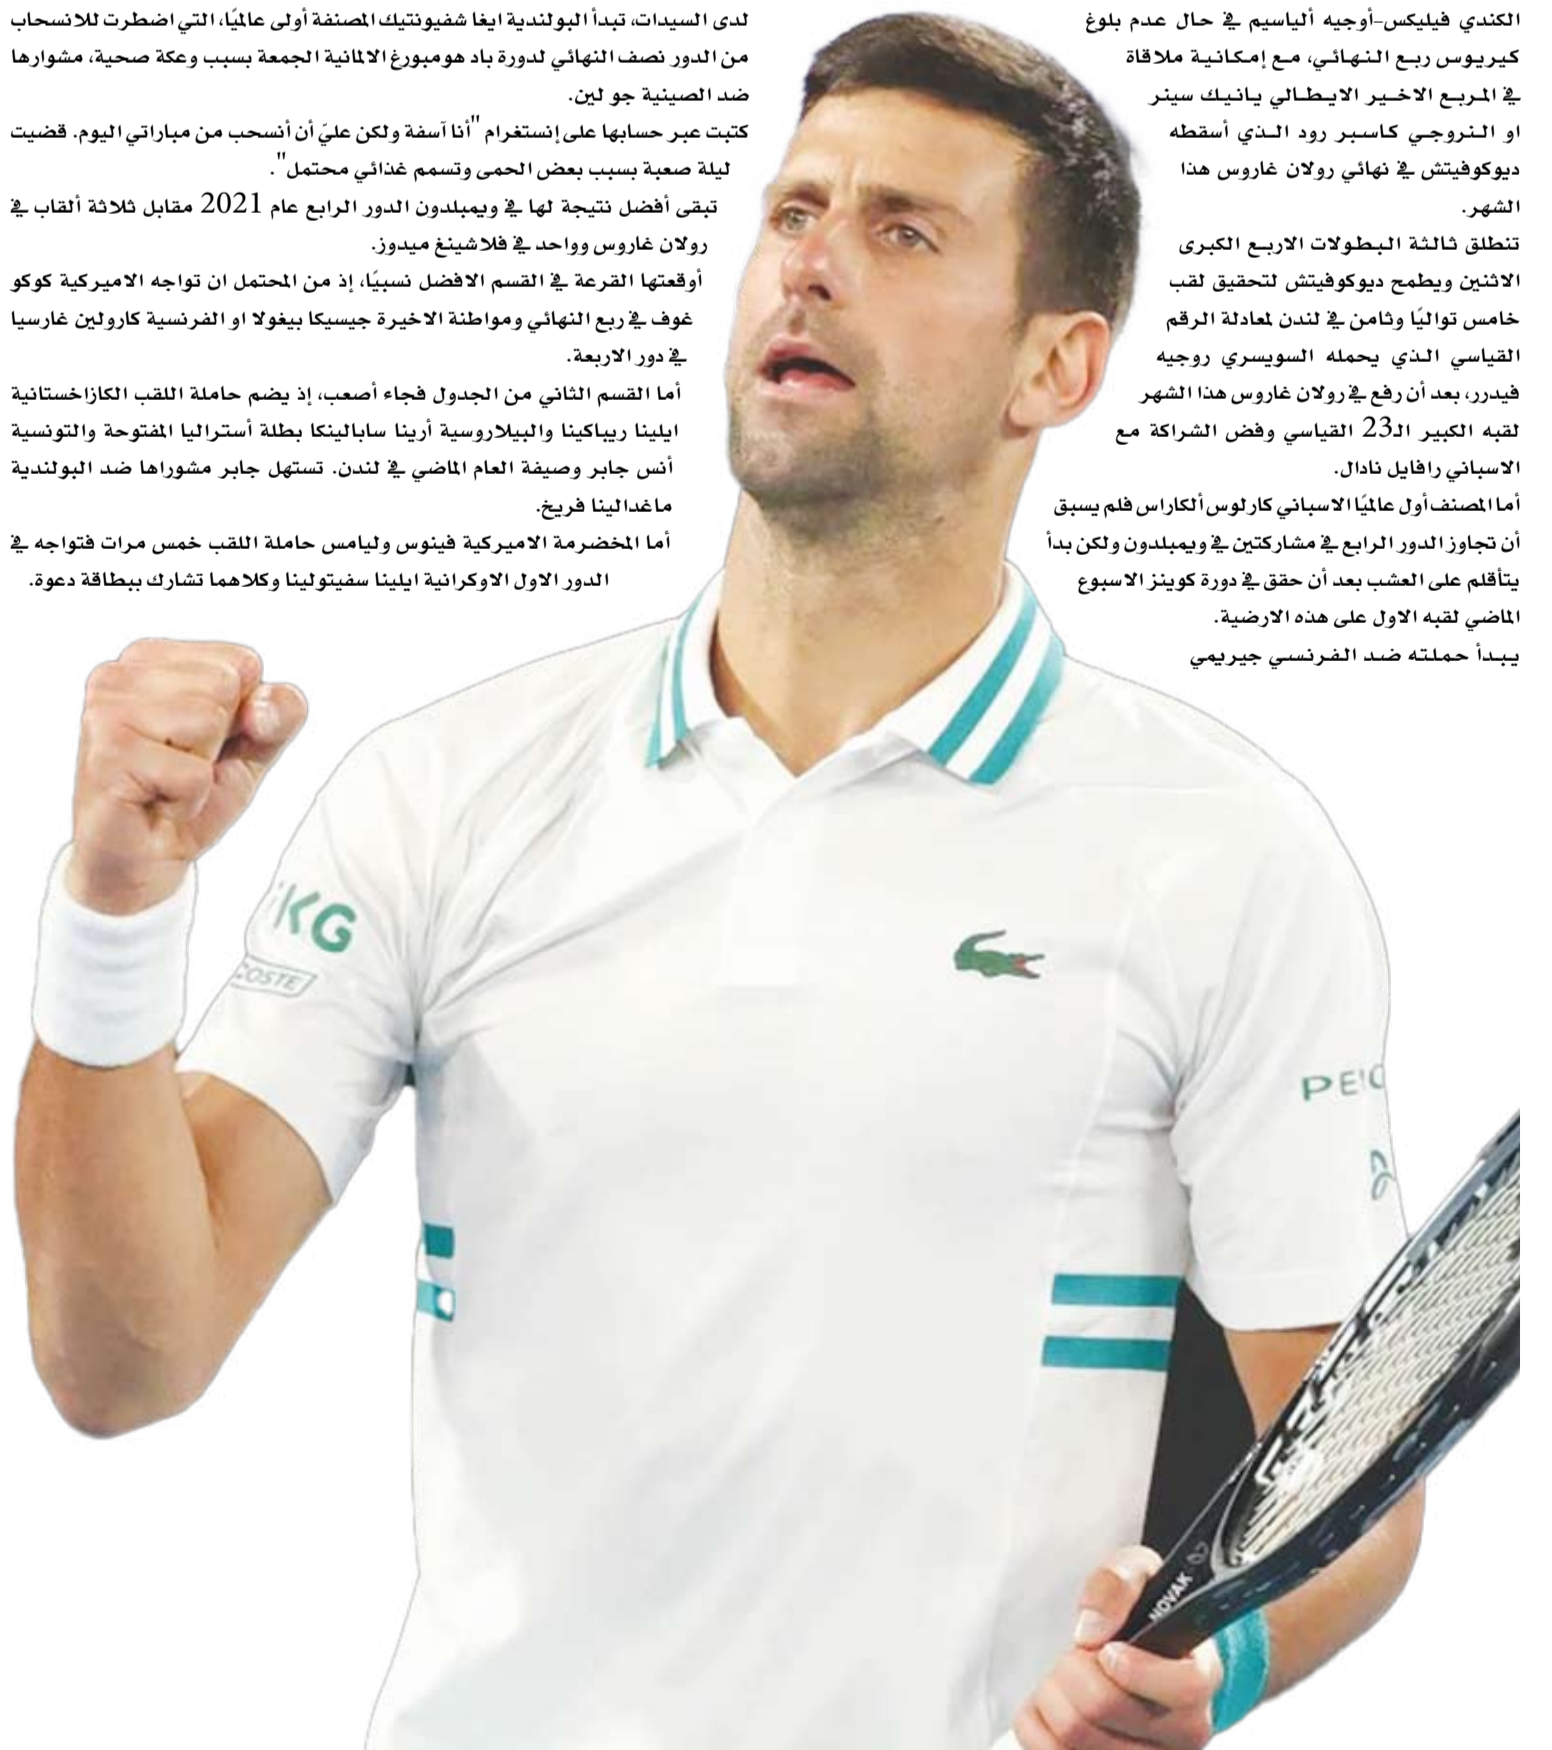 الكندي فيليكس-أوجيه ألياسيم في حال عدم بلوغ
كيريوس ربع النهائي، مع إمكانية ملاقاة
في المربع الاخير الايطالي يانيك سينر
او النروجي كاسبر رود الذي أسقطه
ديوكوفيتش في نهائي رولان غاروس هذا
الشهر.
تنطلق ثالثة البطولات الاربع الكبرى
الاثنين ويطمح ديوكوفيتش لتحقيق لقب
خامس تواليًا وثامن في لندن لمعادلة الرقم
القياسي الذي يحمله السويسري روجيه
فيدرر، بعد أن رفع في رولان غاروس هذا الشهر
لقبه الكبير الـ23 القياسي وفض الشراكة مع
الاسباني رافايل نادال.
أما المصنف أول عالميًا الاسباني كارلوس ألكاراس فلم يسبق
أن تجاوز الدور الرابع في مشاركتين في ويمبلدون ولكن بدأ
يتأقلم على العشب بعد أن حقق في دورة كوينز الاسبوع
الماضي لقبه الاول على هذه الارضية.
يبدأ حملته ضد الفرنسي جيريمي
لدى السيدات، تبدأ البولندية ايغا شفيونتيك المصنفة أولى عالميًا، التي اضطرت للانسحاب
من الدور نصف النهائي لدورة باد هومبورغ الالمانية الجمعة بسبب وعكة صحية، مشوارها
ضد الصينية جو لين.
كتبت عبر حسابها على إنستغرام "أنا آسفة ولكن عليّ أن أنسحب من مباراتي اليوم. قضيت
ليلة صعبة بسبب بعض الحمى وتسمم غذائي محتمل".
تبقى أفضل نتيجة لها في ويمبلدون الدور الرابع عام 2021 مقابل ثلاثة ألقاب في
رولان غاروس وواحد في فلاشينغ ميدوز.
أوقعتها القرعة في القسم الافضل نسبيًا، إذ من المحتمل ان تواجه الاميركية كوكو
غوف في ربع النهائي ومواطنة الاخيرة جيسيكا بيغولا او الفرنسية كارولين غارسيا
في دور الاربعة.
أما القسم الثاني من الجدول فجاء أصعب، إذ يضم حاملة اللقب الكازاخستانية
ايلينا ريباكينا والبيلاروسية أرينا سابالينكا بطلة أستراليا المفتوحة والتونسية
أنس جابر وصيفة العام الماضي في لندن. تستهل جابر مشوراها ضد البولندية
ماغدالينا فريخ.
أما المخضرمة الاميركية فينوس وليامس حاملة اللقب خمس مرات فتواجه في
الدور الاول الاوكرانية ايلينا سفيتولينا وكلاهما تشارك ببطاقة دعوة.
KG
COSTE
NOVAK